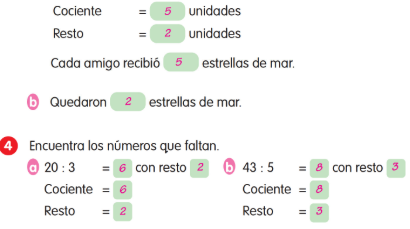 Cociente = 5 unidades
Resto = 2 unidades
Cada amigo recibió 5 estrellas de mar.
b Quedaron 2 estrellas de mar.
4 Encuentra los números que faltan.
a 20 : 3 = 6 con resto 2 b 43 : 5 = 8 con resto 3
Cociente = 6 Cociente = 8
Resto = 2 Resto = 3